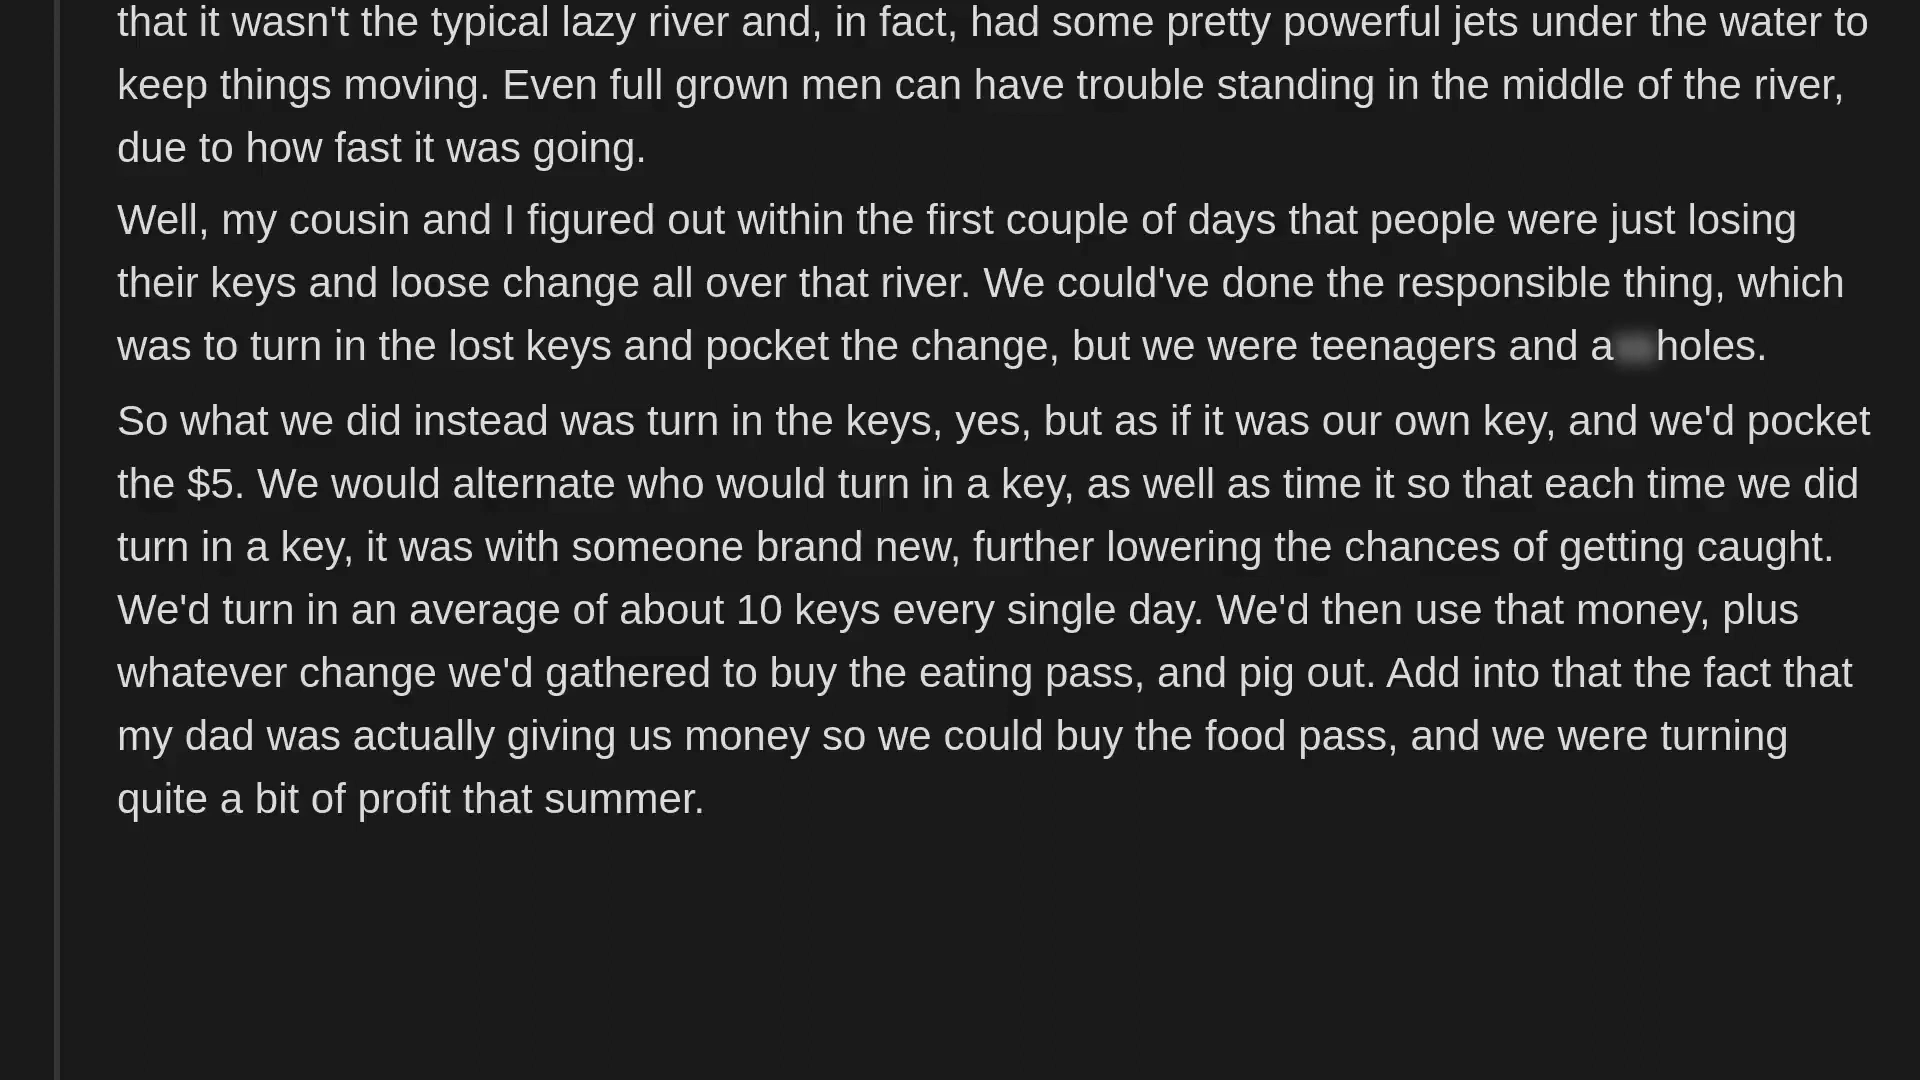 that it wasn't the typical lazy river and, in fact, had some pretty powerful jets under the water to
keep things moving. Even full grown men can have trouble standing in the middle of the river,
due to how fast it was going.
Well, my cousin and I figured out within the first couple of days that people were just losing
their keys and loose change all over that river. We could've done the responsible thing, which
was to turn in the lost keys and pocket the change, but we were teenagers and a holes.
So what we did instead was turn in the keys, yes, but as if it was our own key, and we'd pocket
the $5. We would alternate who would turn in a key, as well as time it so that each time we did
turn in a key, it was with someone brand new, further lowering the chances of getting caught.
We'd turn in an average of about 10 keys every single day. We'd then use that money, plus
whatever change we'd gathered to buy the eating pass, and pig out. Add into that the fact that
my dad was actually giving us money so we could buy the food pass, and we were turning
quite a bit of profit that summer.